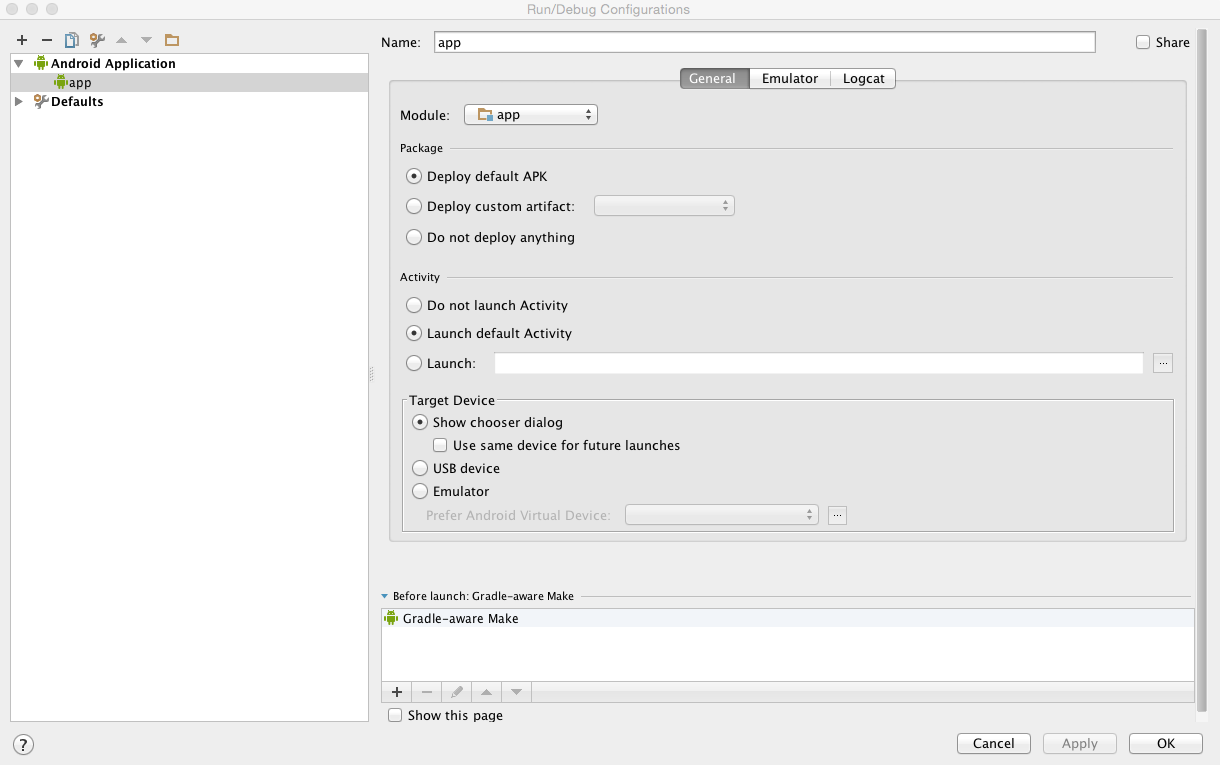 Run/Debug Configurations
Name: app
Share
Android Application
app
Defaults
General Emulator Logcat
Module: app
Package
Deploy default APK
Deploy custom artifact:
Do not deploy anything
Activity
Do not launch Activity
Launch default Activity
Launch:
...
Target Device
Show chooser dialog
Use same device for future launches
USB device
Emulator
Prefer Android Virtual Device:
...
Before launch: Gradle-aware Make
Gradle-aware Make
Show this page
?
Cancel Apply OK